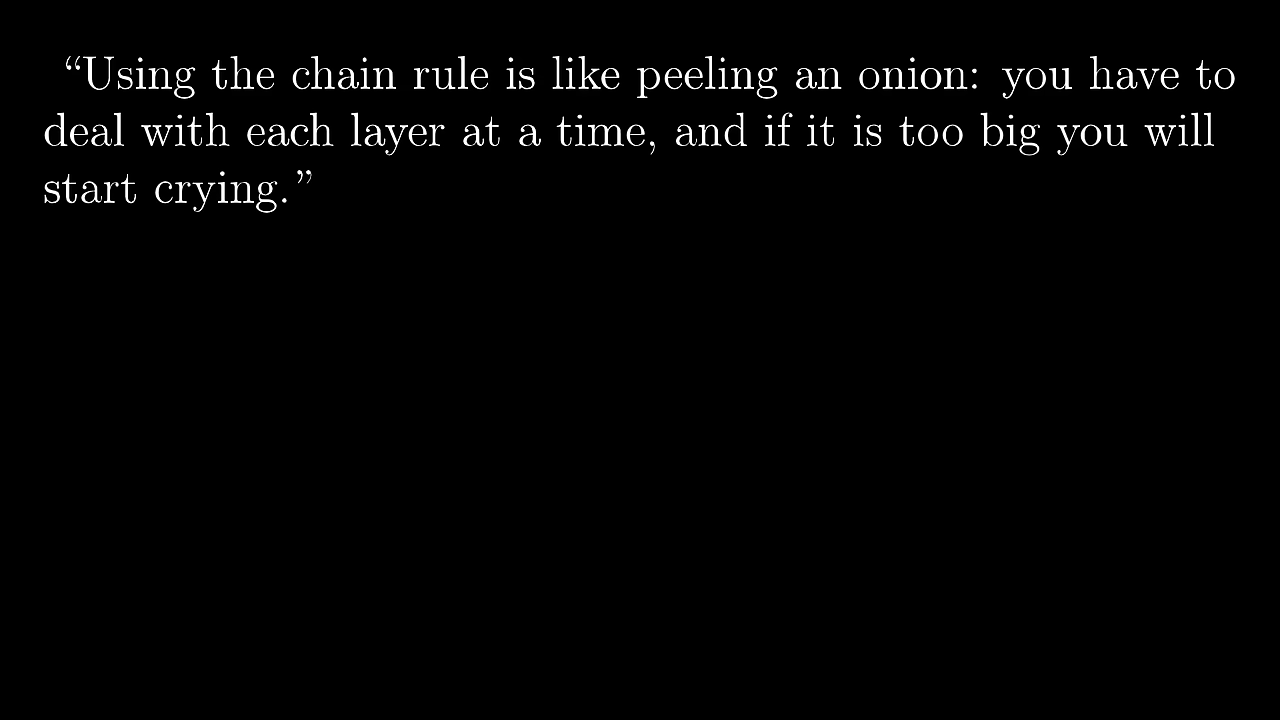 “Using the chain rule is like peeling an onion: you have to
deal with each layer at a time, and if it is too big you will
start crying.”